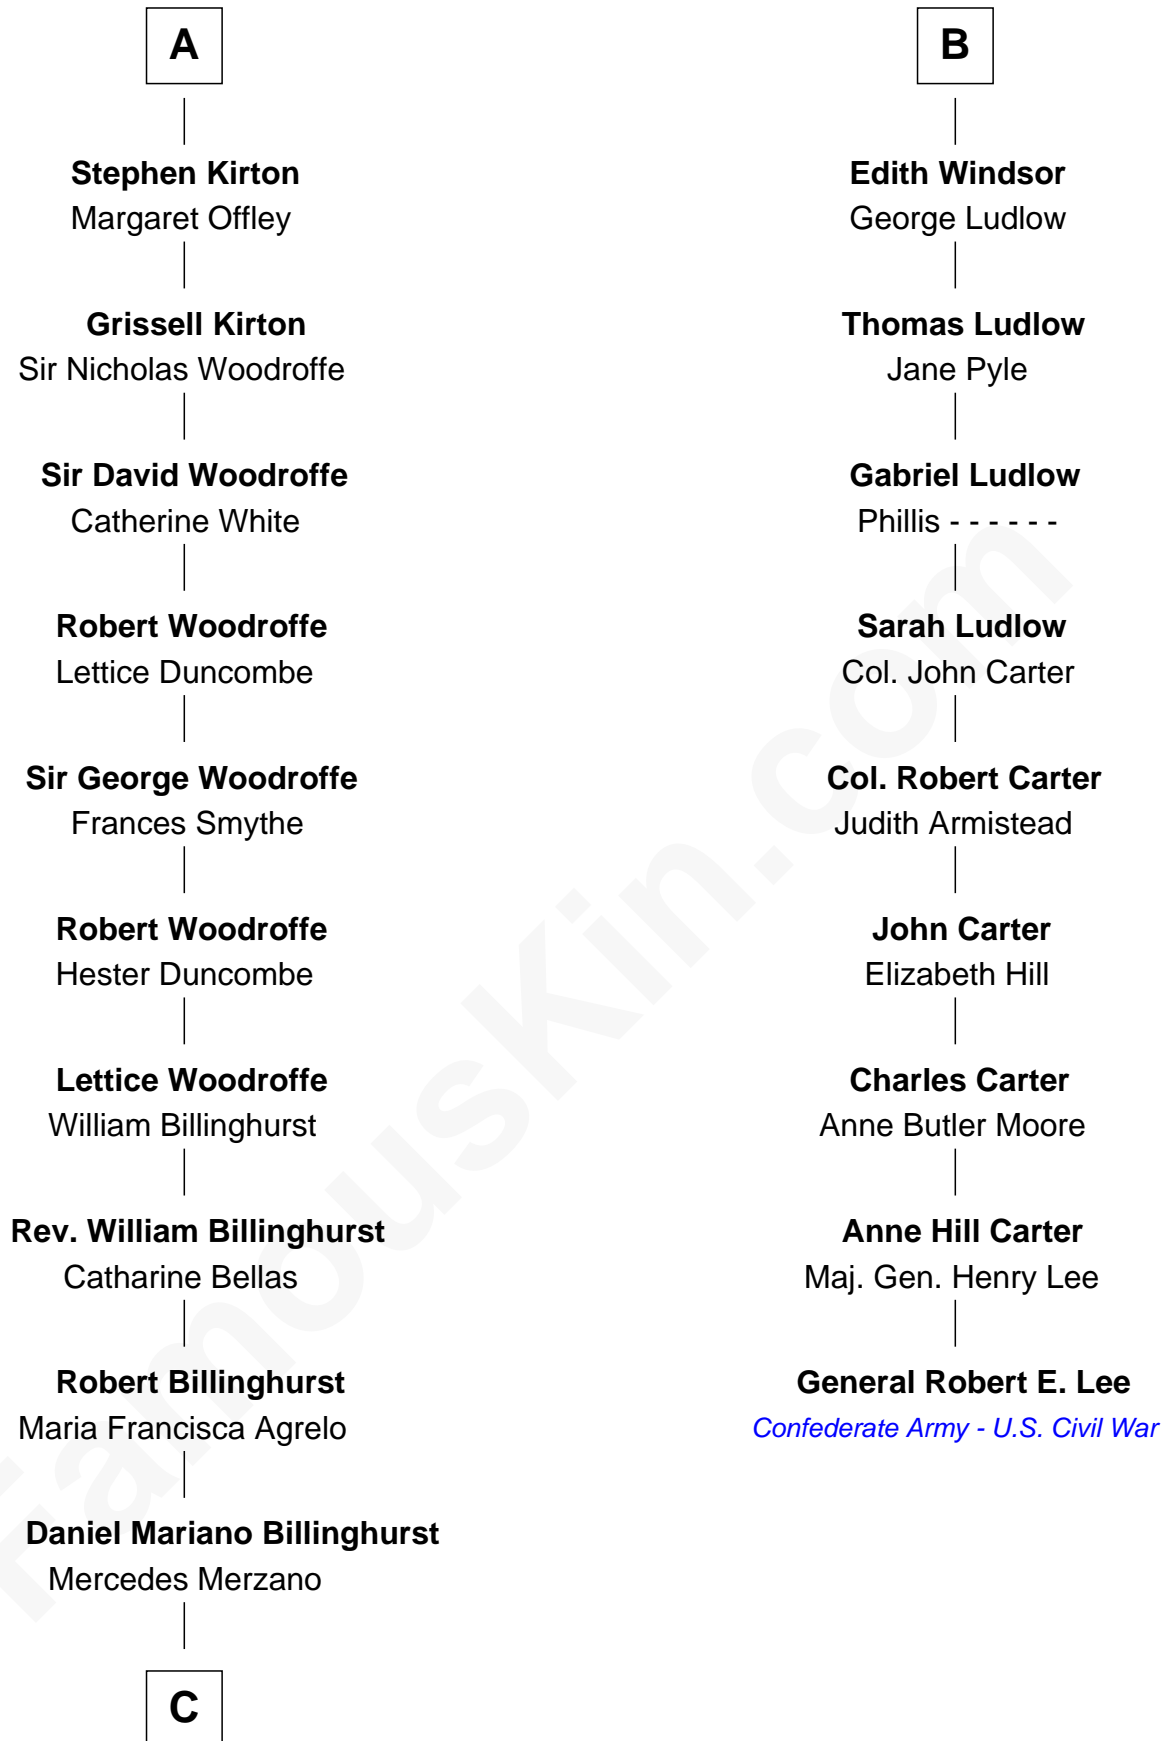 A
Stephen Kirton
Margaret Offley
Grissell Kirton
Sir Nicholas Woodroffe
Sir David Woodroffe
Catherine White
Robert Woodroffe
Lettice Duncombe
Sir George Woodroffe
Frances Smythe
Robert Woodroffe
Hester Duncombe
Lettice Woodroffe
William Billinghurst
Rev. William Billinghurst
Catharine Bellas
Robert Billinghurst
Maria Francisca Agrelo
Daniel Mariano Billinghurst
Mercedes Merzano
C
B
Edith Windsor
George Ludlow
Thomas Ludlow
Jane Pyle
Gabriel Ludlow
Phillis - - - - - -
Sarah Ludlow
Col. John Carter
Col. Robert Carter
Judith Armistead
John Carter
Elizabeth Hill
Charles Carter
Anne Butler Moore
Anne Hill Carter
Maj. Gen. Henry Lee
General Robert E. Lee
Confederate Army - U.S. Civil War
FamousKin.com